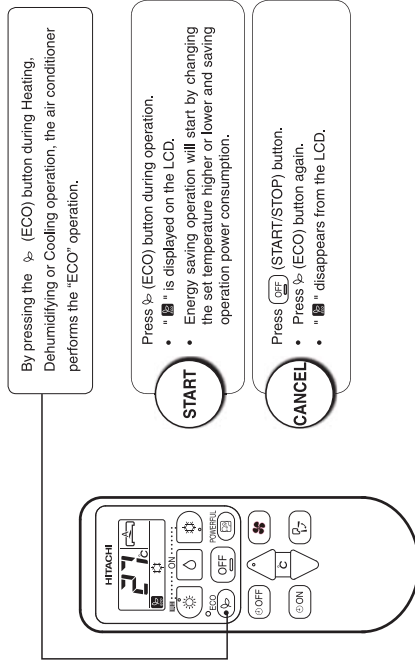 By pressing the (ECO) button during Heating,
Dehumidifying or Cooling operation, the air conditioner
performs the “ECO” operation.
START
Press (ECO) button during operation.
• " " is displayed on the LCD.
• Energy saving operation will start by changing
the set temperature higher or lower and saving
operation power consumption.
CANCEL
Press OFF (START/STOP) button.
• Press (ECO) button again.
• " " disappears from the LCD.
HITACHI
27°C
ON
ECO
OFF
POWERFUL
OFF
°C
ON